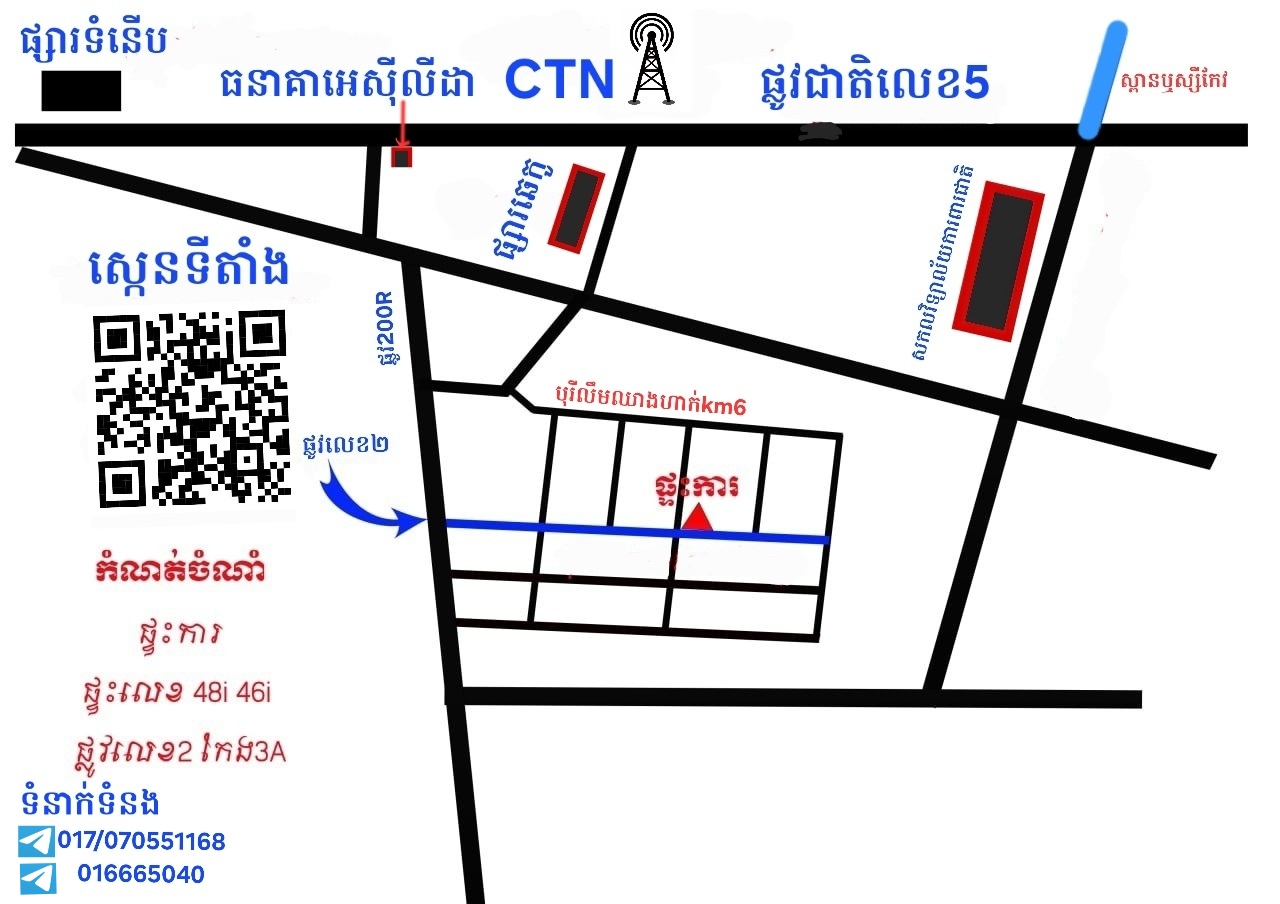 ផ្សារទំនើប
ធនាគាអេស៊ីលីដា
CTN
ផ្លូវជាតិលេខ5
ស្ពានឬស្សីកែវ
ផ្សារឆេកូ
សកលវិទ្យាល័យការពារជាតិ
ស្កេនទីតាំង
ផ្លូវ200R
បុរីលឹមឈាងហាក់km6
ផ្លូវលេខ២
ផ្ទះការ
កំណត់ចំណាំ
ផ្ទះការ
ផ្ទះលេខ 48i 46i
ផ្លូវលេខ2 កែង3A
ទំនាក់ទំនង
017/070551168
016665040